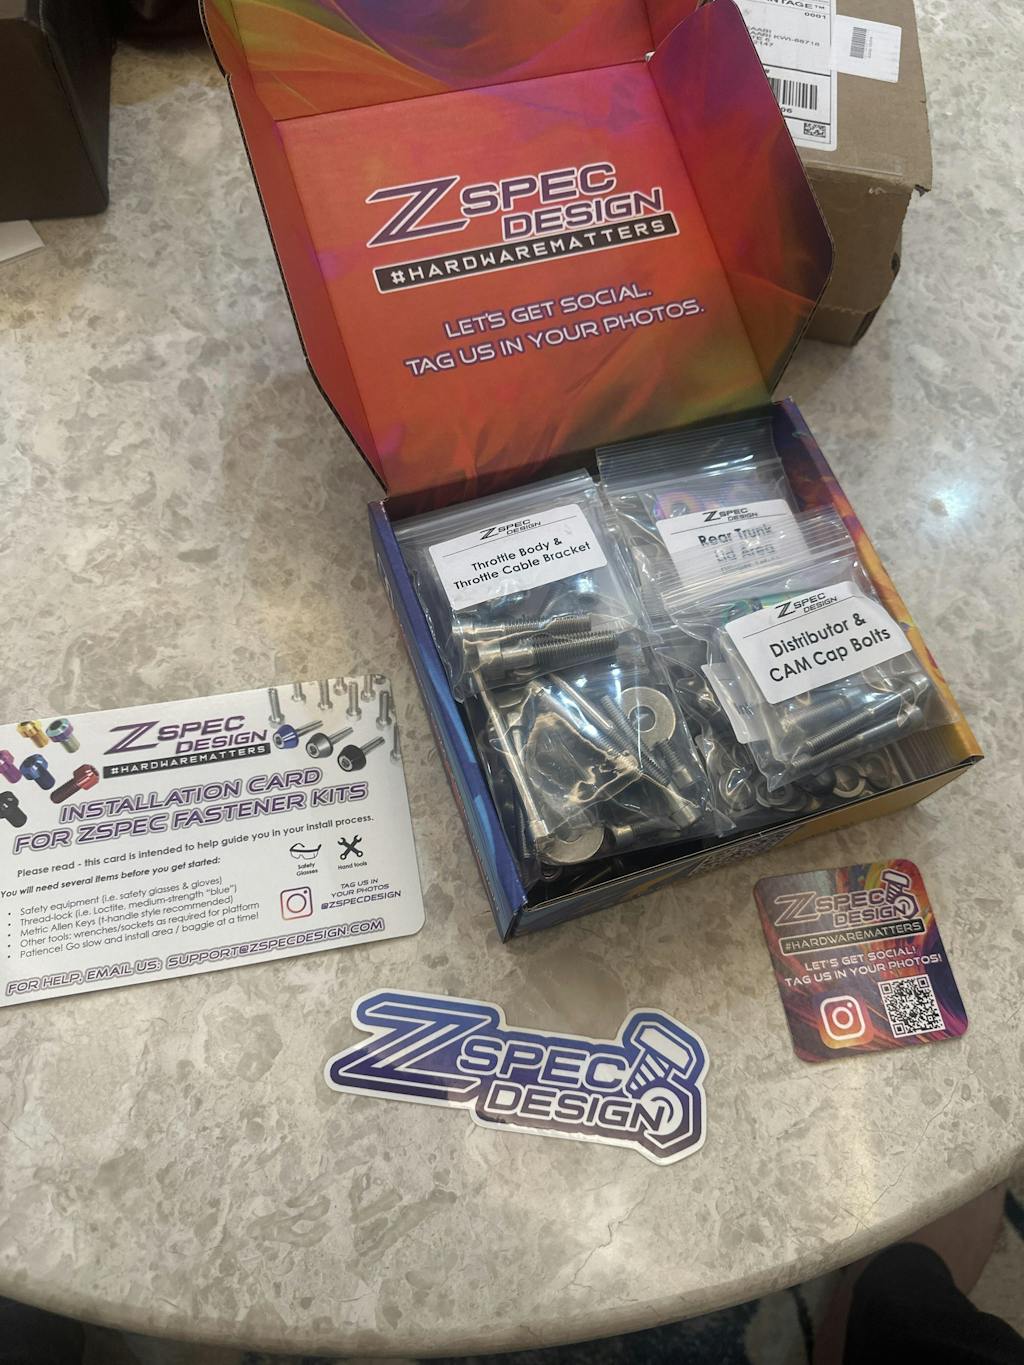 0001
ZSPEC
DESIGN
#HARDWAREMATTERS
LET'S GET SOCIAL.
TAG US IN YOUR PHOTOS.
ZSPEC
DESIGN
Throttle Body &
Throttle Cable Bracket
ZSPEC
DESIGN
Rear Trunk
Lid Area
ZSPEC
DESIGN
Distributor &
CAM Cap Bolts
ZSPEC
DESIGN
#HARDWAREMATTERS
INSTALLATION CARD
FOR ZSPEC FASTENER KITS
Please read - this card is intended to help guide you in your install process.
You will need several items before you get started:
• Safety equipment (i.e. safety glasses & gloves)
• Thread-lock (i.e. Loctite, medium-strength "blue")
• Metric Allen Keys (t-handle style recommended)
• Other tools: wrenches/sockets as required for platform
• Patience! Go slow and install area / baggie at a time!
Safety
Glasses
Hand tools
TAG US IN
YOUR PHOTOS
@ZSPECDESIGN
FOR HELP, EMAIL US: SUPPORT@ZSPECDESIGN.COM
ZSPEC
DESIGN
#HARDWAREMATTERS
LET'S GET SOCIAL!
TAG US IN YOUR PHOTOS!
ZSPEC
DESIGN